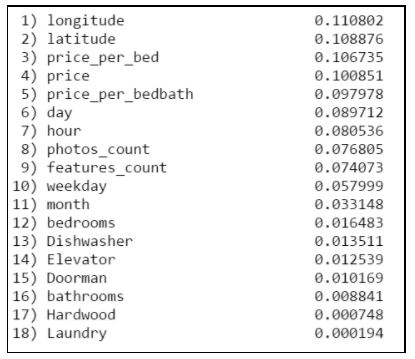 1) longitude 0.110802
2) latitude 0.108876
3) price_per_bed 0.106735
4) price 0.100851
5) price_per_bedbath 0.097978
6) day 0.089712
7) hour 0.080536
8) photos_count 0.076805
9) features_count 0.074073
10) weekday 0.057999
11) month 0.033148
12) bedrooms 0.016483
13) Dishwasher 0.013511
14) Elevator 0.012539
15) Doorman 0.010169
16) bathrooms 0.008841
17) Hardwood 0.000748
18) Laundry 0.000194